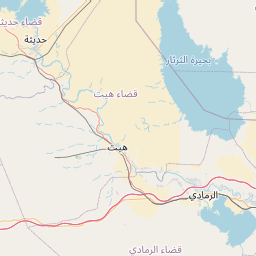 قضاء حديثة
حديثة
بحيرة الثرثار
قضاء هيت
هيت
الرمادي
قضاء الرمادي